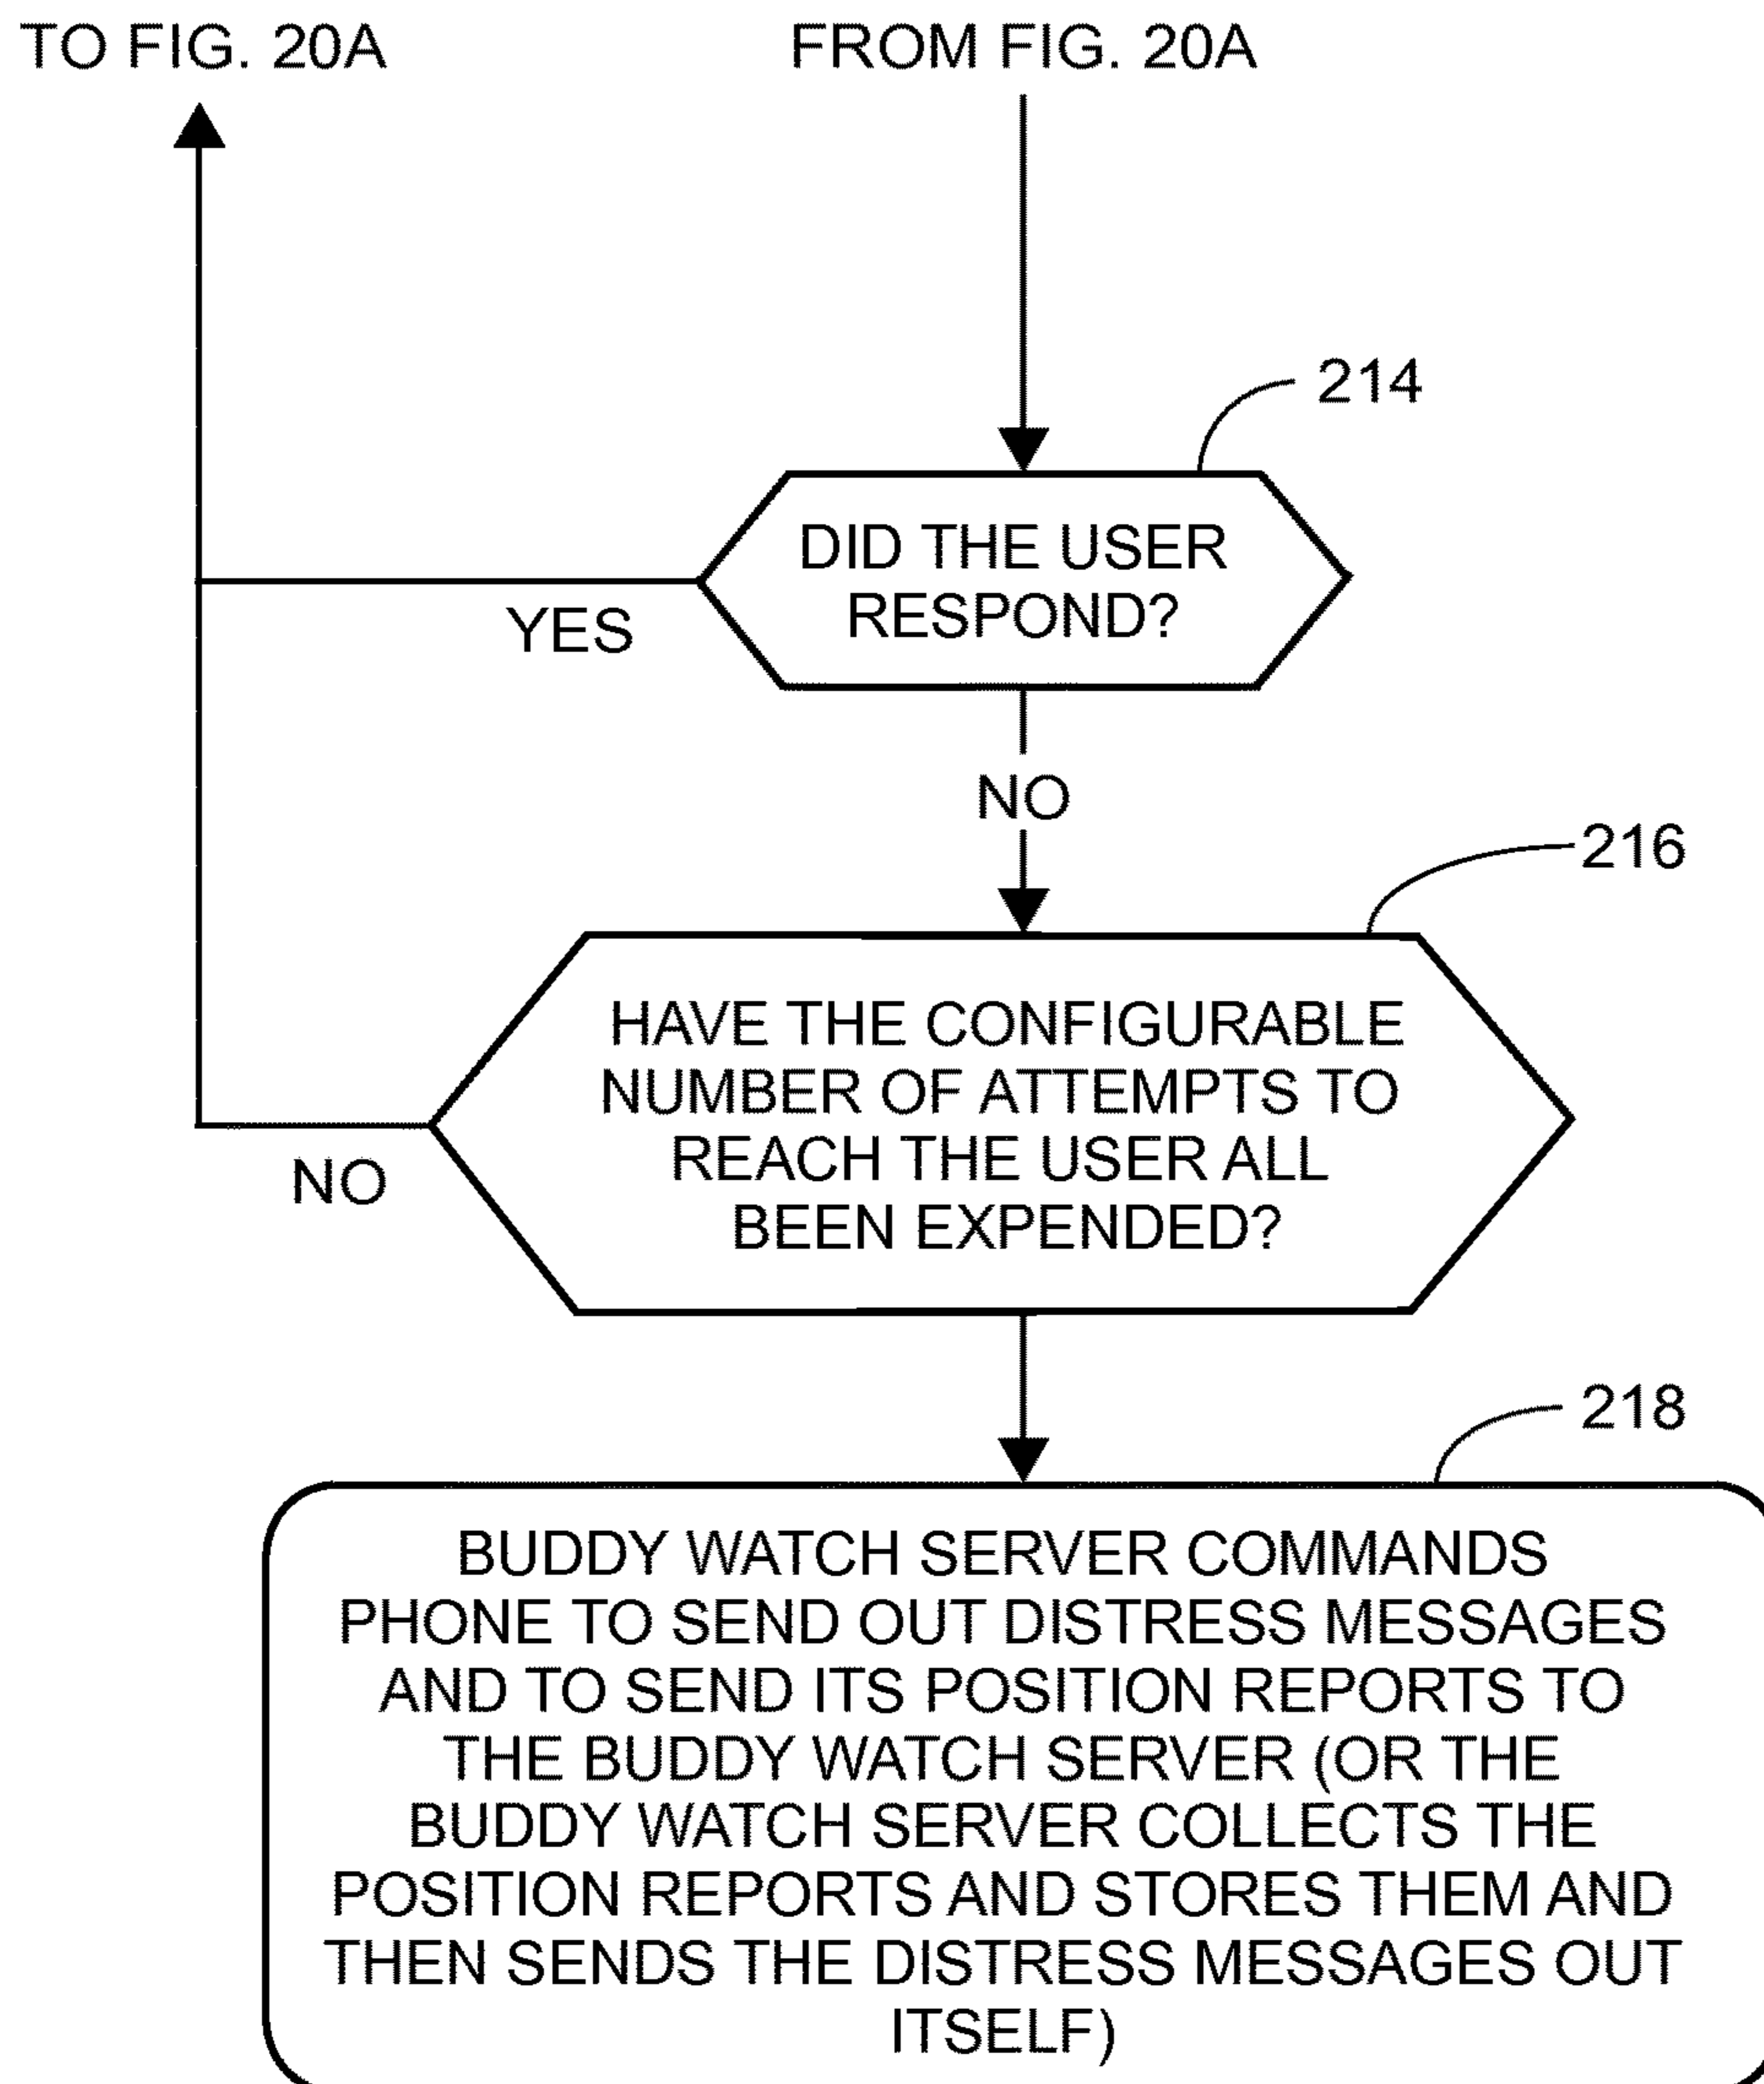 TO FIG. 20A
FROM FIG. 20A
214
DID THE USER
RESPOND?
YES
NO
216
HAVE THE CONFIGURABLE
NUMBER OF ATTEMPTS TO
REACH THE USER ALL
BEEN EXPENDED?
NO
218
BUDDY WATCH SERVER COMMANDS
PHONE TO SEND OUT DISTRESS MESSAGES
AND TO SEND ITS POSITION REPORTS TO
THE BUDDY WATCH SERVER (OR THE
BUDDY WATCH SERVER COLLECTS THE
POSITION REPORTS AND STORES THEM AND
THEN SENDS THE DISTRESS MESSAGES OUT
ITSELF)